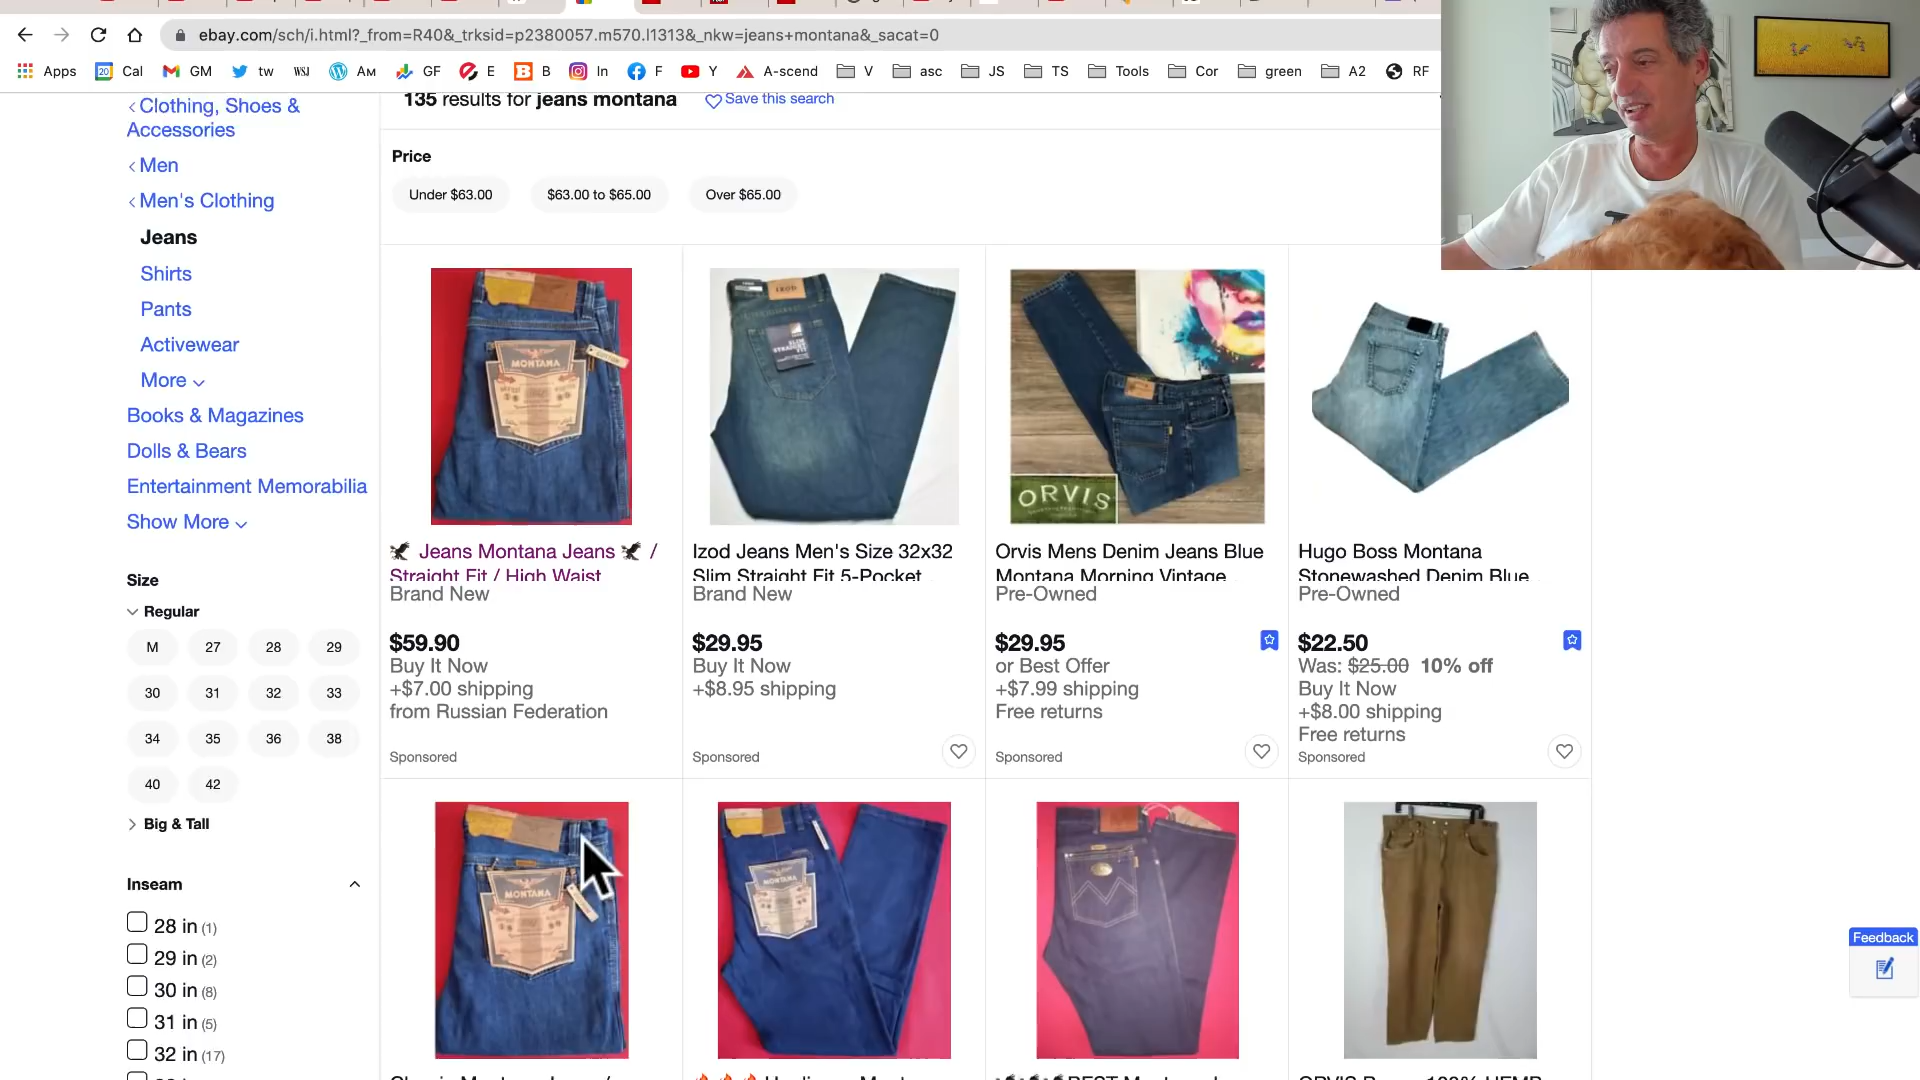 ebay.com/sch/i.html?_from=R40&_trksid=p2380057.m570.l1313&_nkw=jeans+montana&_sacat=0
Apps
Cal
GM
tw
WSJ
Ам
GF
E
B
In
F
Y
A-scend
V
asc
JS
TS
Tools
Cor
green
A2
RF
135 results for jeans montana
Save this search
Clothing, Shoes &
Accessories
Men
Men's Clothing
Jeans
Shirts
Pants
Activewear
More
Books & Magazines
Dolls & Bears
Entertainment Memorabilia
Show More
Size
Regular
M 27 28 29
30 31 32 33
34 35 36 38
40 42
Big & Tall
Inseam
28 in (1)
29 in (2)
30 in (8)
31 in (5)
32 in (17)
Price
Under $63.00
$63.00 to $65.00
Over $65.00
MONTANA
Jeans Montana Jeans /
Straight Fit / High Waist
Brand New
$59.90
Buy It Now
+$7.00 shipping
from Russian Federation
Sponsored
IZOD
SLIM
STRAIGHT
Izod Jeans Men's Size 32x32
Slim Straight Fit 5-Pocket
Brand New
$29.95
Buy It Now
+$8.95 shipping
Sponsored
ORVIS
Orvis Mens Denim Jeans Blue
Montana Morning Vintage
Pre-Owned
$29.95
or Best Offer
+$7.99 shipping
Free returns
Sponsored
Hugo Boss Montana
Stonewashed Denim Blue
Pre-Owned
$22.50
Was: $25.00 10% off
Buy It Now
+$8.00 shipping
Free returns
Sponsored
MONTANA
MONTANA
Feedback